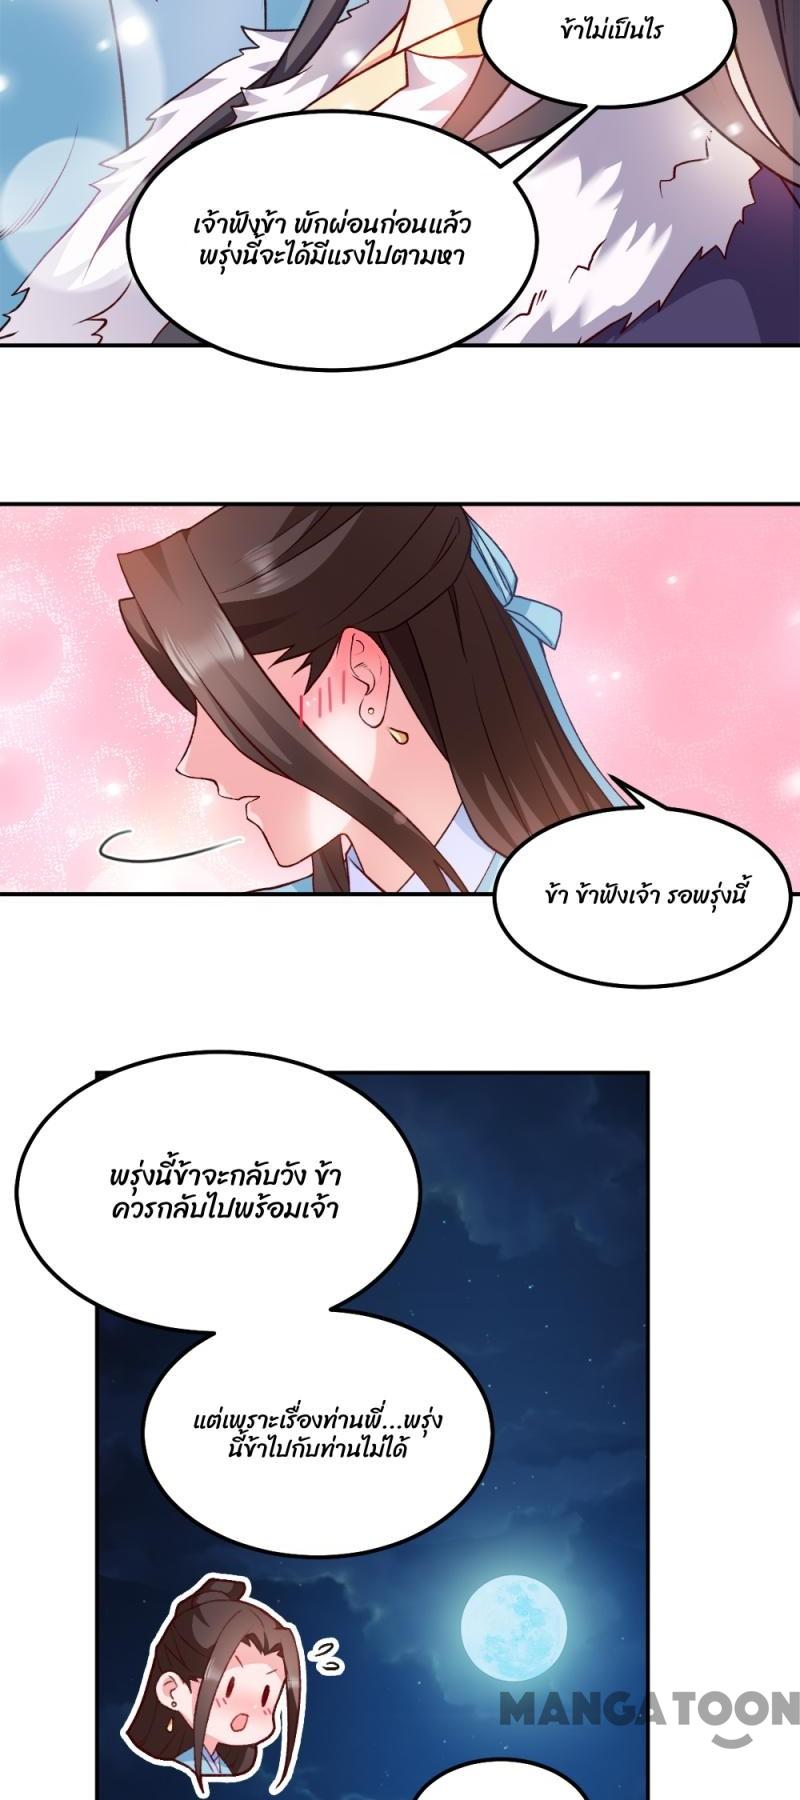 ข้าไม่เป็นไร
เจ้าฟังข้า พักผ่อนก่อนแล้ว
พรุ่งนี้จะได้มีแรงไปตามหา
ข้า ข้าฟังเจ้า รอพรุ่งนี้
พรุ่งนี้ข้าจะกลับวัง ข้า
ควรกลับไปพร้อมเจ้า
แต่เพราะเรื่องท่านพี่...พรุ่ง
นี้ข้าไปกับท่านไม่ได้
MANGATOON